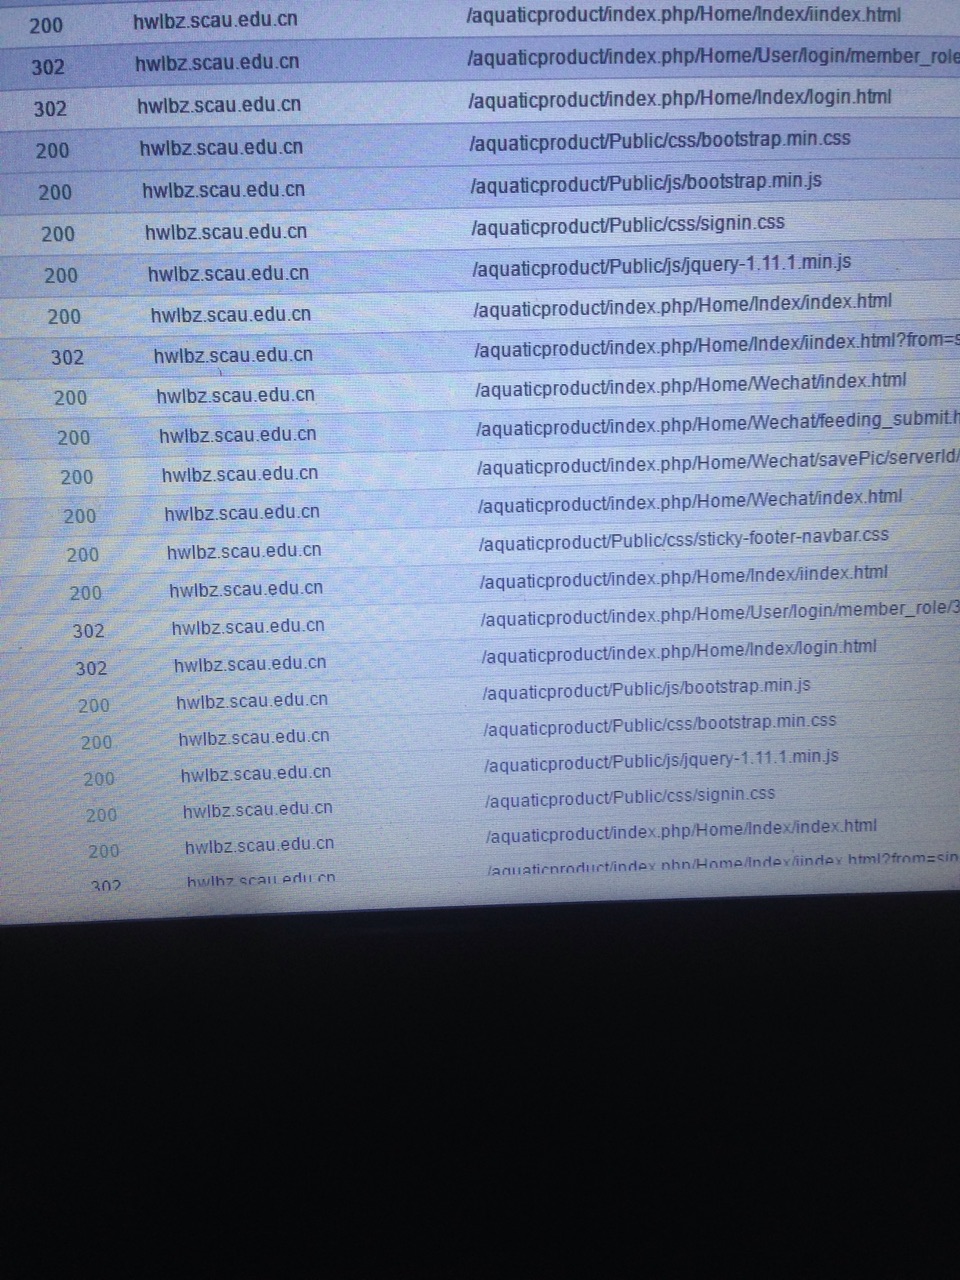 200 hwlbz.scau.edu.cn /aquaticproduct/index.php/Home/Index/iindex.html
302 hwlbz.scau.edu.cn /aquaticproduct/index.php/Home/User/login/member_role
302 hwlbz.scau.edu.cn /aquaticproduct/index.php/Home/Index/login.html
200 hwlbz.scau.edu.cn /aquaticproduct/Public/css/bootstrap.min.css
200 hwlbz.scau.edu.cn /aquaticproduct/Public/js/bootstrap.min.js
200 hwlbz.scau.edu.cn /aquaticproduct/Public/css/signin.css
200 hwlbz.scau.edu.cn /aquaticproduct/Public/js/jquery-1.11.1.min.js
200 hwlbz.scau.edu.cn /aquaticproduct/index.php/Home/Index/index.html
302 hwlbz.scau.edu.cn /aquaticproduct/index.php/Home/Index/iindex.html?from=s
200 hwlbz.scau.edu.cn /aquaticproduct/index.php/Home/Wechat/index.html
200 hwlbz.scau.edu.cn /aquaticproduct/index.php/Home/Wechat/feeding_submit.h
200 hwlbz.scau.edu.cn /aquaticproduct/index.php/Home/Wechat/savePic/serverId/
200 hwlbz.scau.edu.cn /aquaticproduct/index.php/Home/Wechat/index.html
200 hwlbz.scau.edu.cn /aquaticproduct/Public/css/sticky-footer-navbar.css
200 hwlbz.scau.edu.cn /aquaticproduct/index.php/Home/Index/iindex.html
302 hwlbz.scau.edu.cn /aquaticproduct/index.php/Home/User/login/member_role/3
302 hwlbz.scau.edu.cn /aquaticproduct/index.php/Home/Index/login.html
200 hwlbz.scau.edu.cn /aquaticproduct/Public/js/bootstrap.min.js
200 hwlbz.scau.edu.cn /aquaticproduct/Public/css/bootstrap.min.css
200 hwlbz.scau.edu.cn /aquaticproduct/Public/js/jquery-1.11.1.min.js
200 hwlbz.scau.edu.cn /aquaticproduct/Public/css/signin.css
200 hwlbz.scau.edu.cn /aquaticproduct/index.php/Home/Index/index.html
302 hwlbz.scau.edu.cn /aquaticproduct/index.php/Home/Index/iindex.html?from=sin